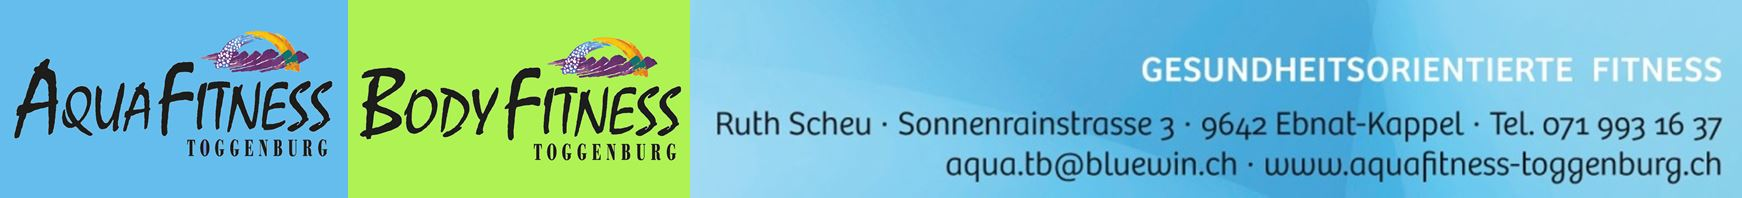 AQUAFITNESS
TOGGENBURG
BODYFITNESS
TOGGENBURG
GESUNDHEITSORIENTIERTE FITNESS
Ruth Scheu · Sonnenrainstrasse 3 · 9642 Ebnat-Kappel · Tel. 071 993 16 37
aqua.tb@bluewin.ch · www.aquafitness-toggenburg.ch